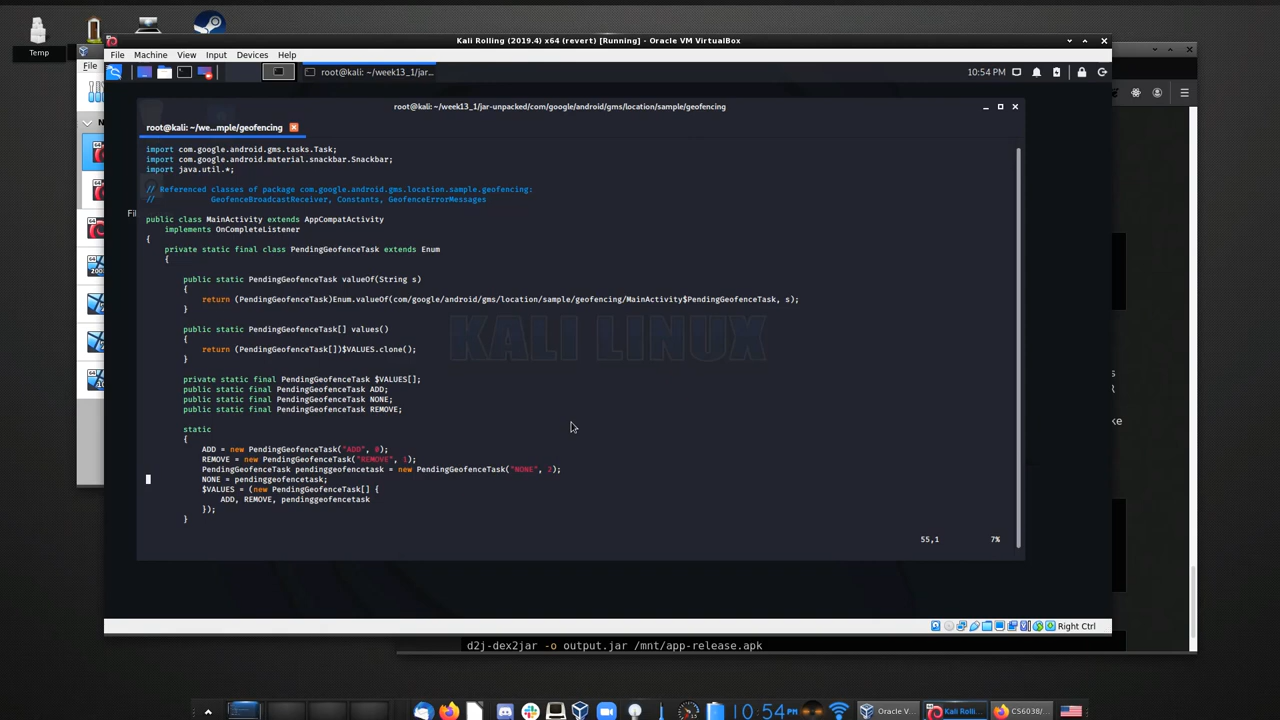 Temp
Kali Rolling (2019.4) x64 (revert) [Running] - Oracle VM VirtualBox
File Machine View Input Devices Help
File
root@kali: ~/week13_1/jar...
10:54 PM
root@kali: ~/week13_1/jar-unpacked/com/google/android/gms/location/sample/geofencing
root@kali: ~/we...mple/geofencing
import com.google.android.gms.tasks.Task;
import com.google.android.material.snackbar.Snackbar;
import java.util.*;
// Referenced classes of package com.google.android.gms.location.sample.geofencing:
//            GeofenceBroadcastReceiver, Constants, GeofenceErrorMessages
Fil
public class MainActivity extends AppCompatActivity
    implements OnCompleteListener
{
    private static final class PendingGeofenceTask extends Enum
    {
        public static PendingGeofenceTask valueOf(String s)
        {
            return (PendingGeofenceTask)Enum.valueOf(com/google/android/gms/location/sample/geofencing/MainActivity$PendingGeofenceTask, s);
        }
        public static PendingGeofenceTask[] values()
        {
            return (PendingGeofenceTask[])$VALUES.clone();
        }
KALI LINUX
        private static final PendingGeofenceTask $VALUES[];
        public static final PendingGeofenceTask ADD;
        public static final PendingGeofenceTask NONE;
        public static final PendingGeofenceTask REMOVE;
        static
        {
            ADD = new PendingGeofenceTask("ADD", 0);
            REMOVE = new PendingGeofenceTask("REMOVE", 1);
            PendingGeofenceTask pendinggeofencetask = new PendingGeofenceTask("NONE", 2);
            NONE = pendinggeofencetask;
            $VALUES = (new PendingGeofenceTask[] {
                ADD, REMOVE, pendinggeofencetask
            });
        }
55,1 7%
Right Ctrl
d2j-dex2jar -o output.jar /mnt/app-release.apk
10:54 PM
Oracle V...
Kali Rolli...
CS6038/...